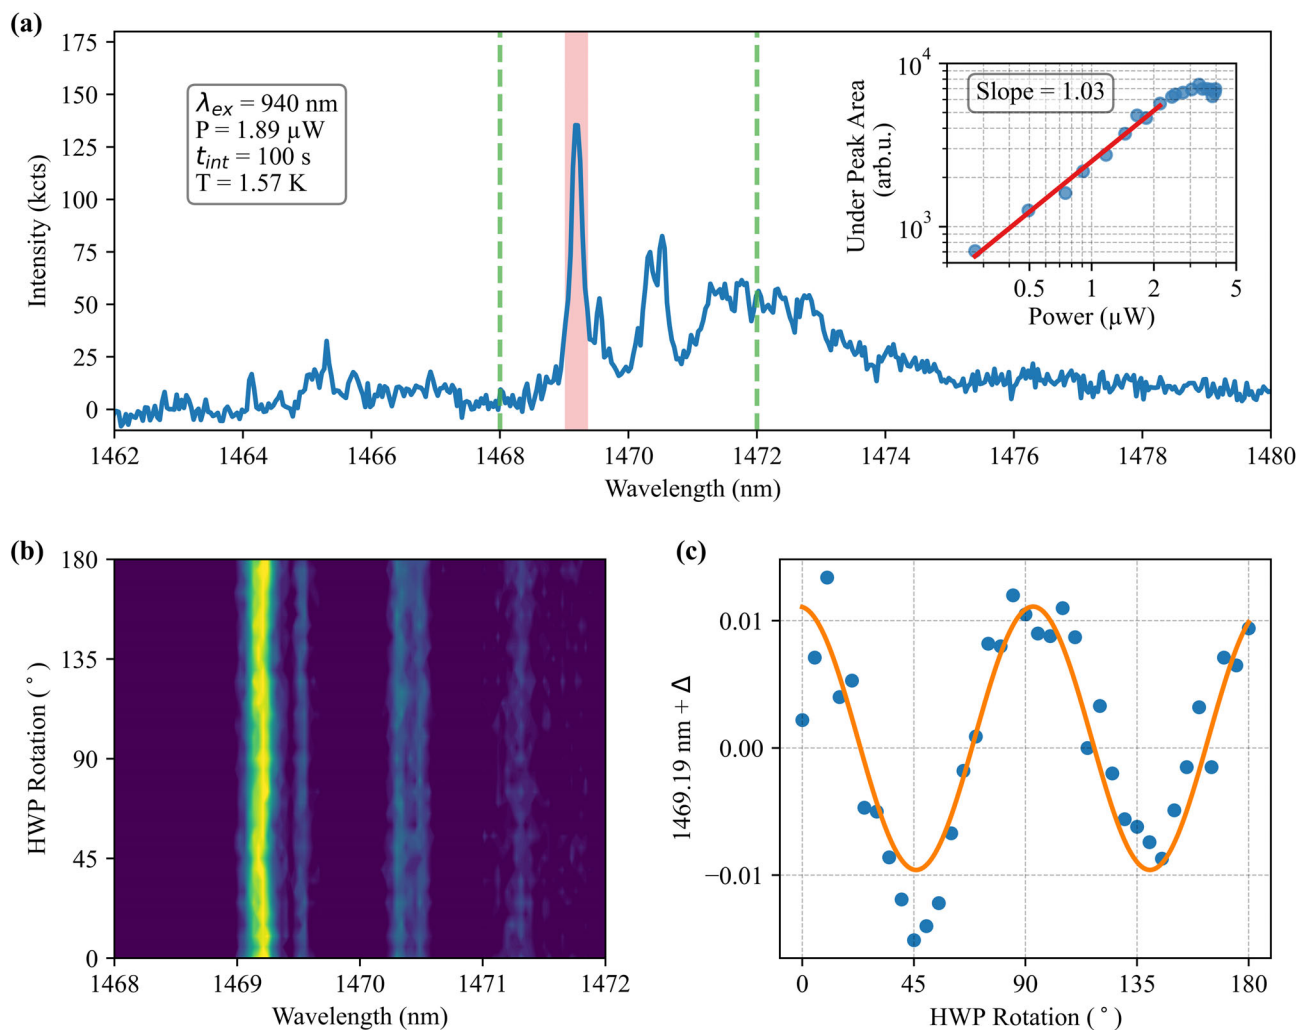 (a)
175
150
125
100
75
50
25
0
Intensity (kcts)
λex = 940 nm
P = 1.89 µW
tint = 100 s
T = 1.57 K
1462
1464
1466
1468
1470
1472
1474
1476
1478
1480
Wavelength (nm)
Slope = 1.03
10⁴
10³
Under Peak Area
(arb.u.)
0.5
1
2
5
Power (µW)
(b)
180
135
90
45
0
HWP Rotation (°)
1468
1469
1470
1471
1472
Wavelength (nm)
(c)
0.01
0.00
−0.01
1469.19 nm + Δ
0
45
90
135
180
HWP Rotation (°)